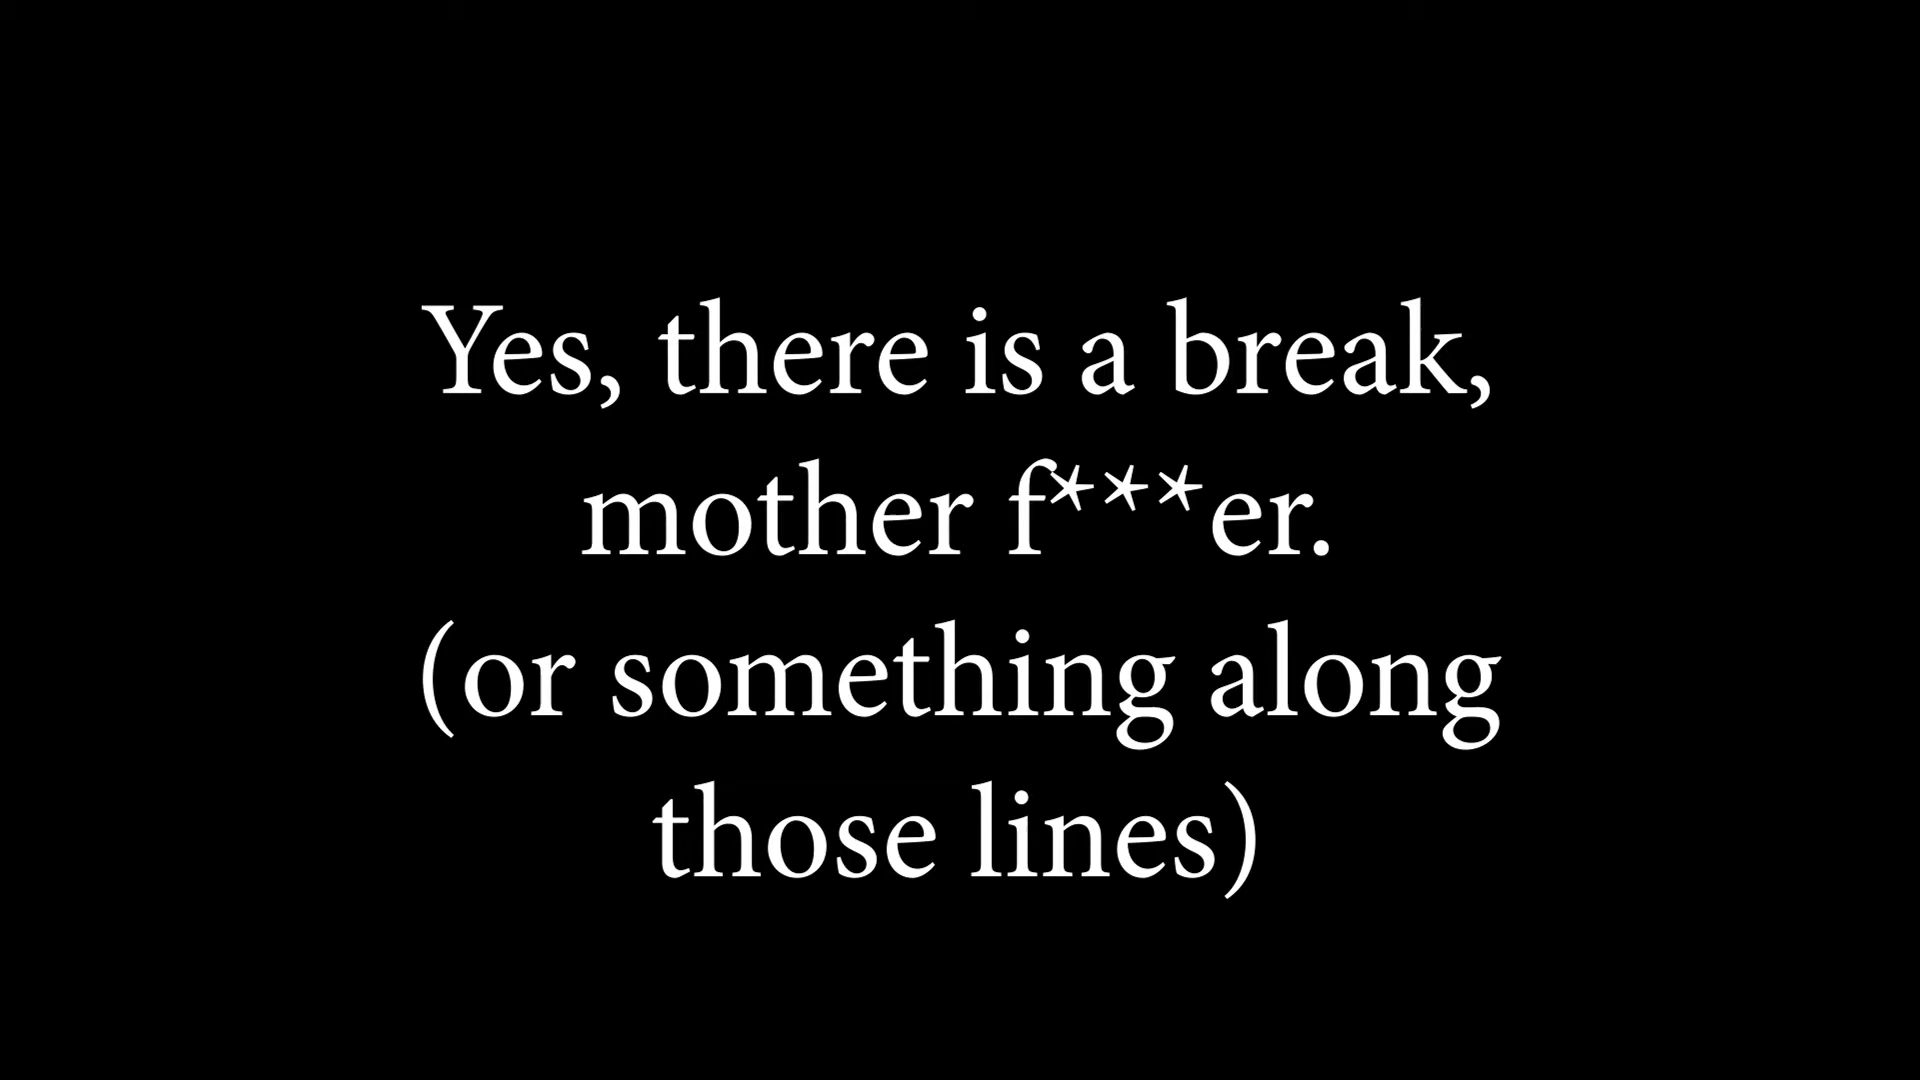 Yes, there is a break,
mother f***er.
(or something along
those lines)